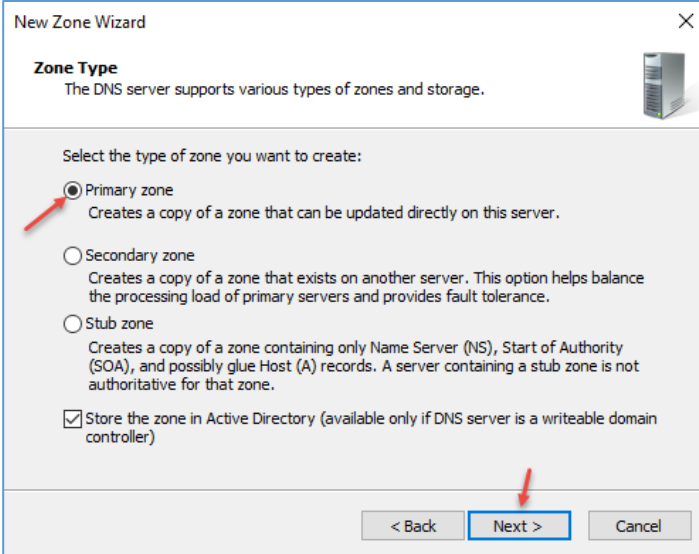 New Zone Wizard
Zone Type
The DNS server supports various types of zones and storage.
Select the type of zone you want to create:
Primary zone
Creates a copy of a zone that can be updated directly on this server.
Secondary zone
Creates a copy of a zone that exists on another server. This option helps balance
the processing load of primary servers and provides fault tolerance.
Stub zone
Creates a copy of a zone containing only Name Server (NS), Start of Authority
(SOA), and possibly glue Host (A) records. A server containing a stub zone is not
authoritative for that zone.
Store the zone in Active Directory (available only if DNS server is a writeable domain
controller)
< Back Next > Cancel